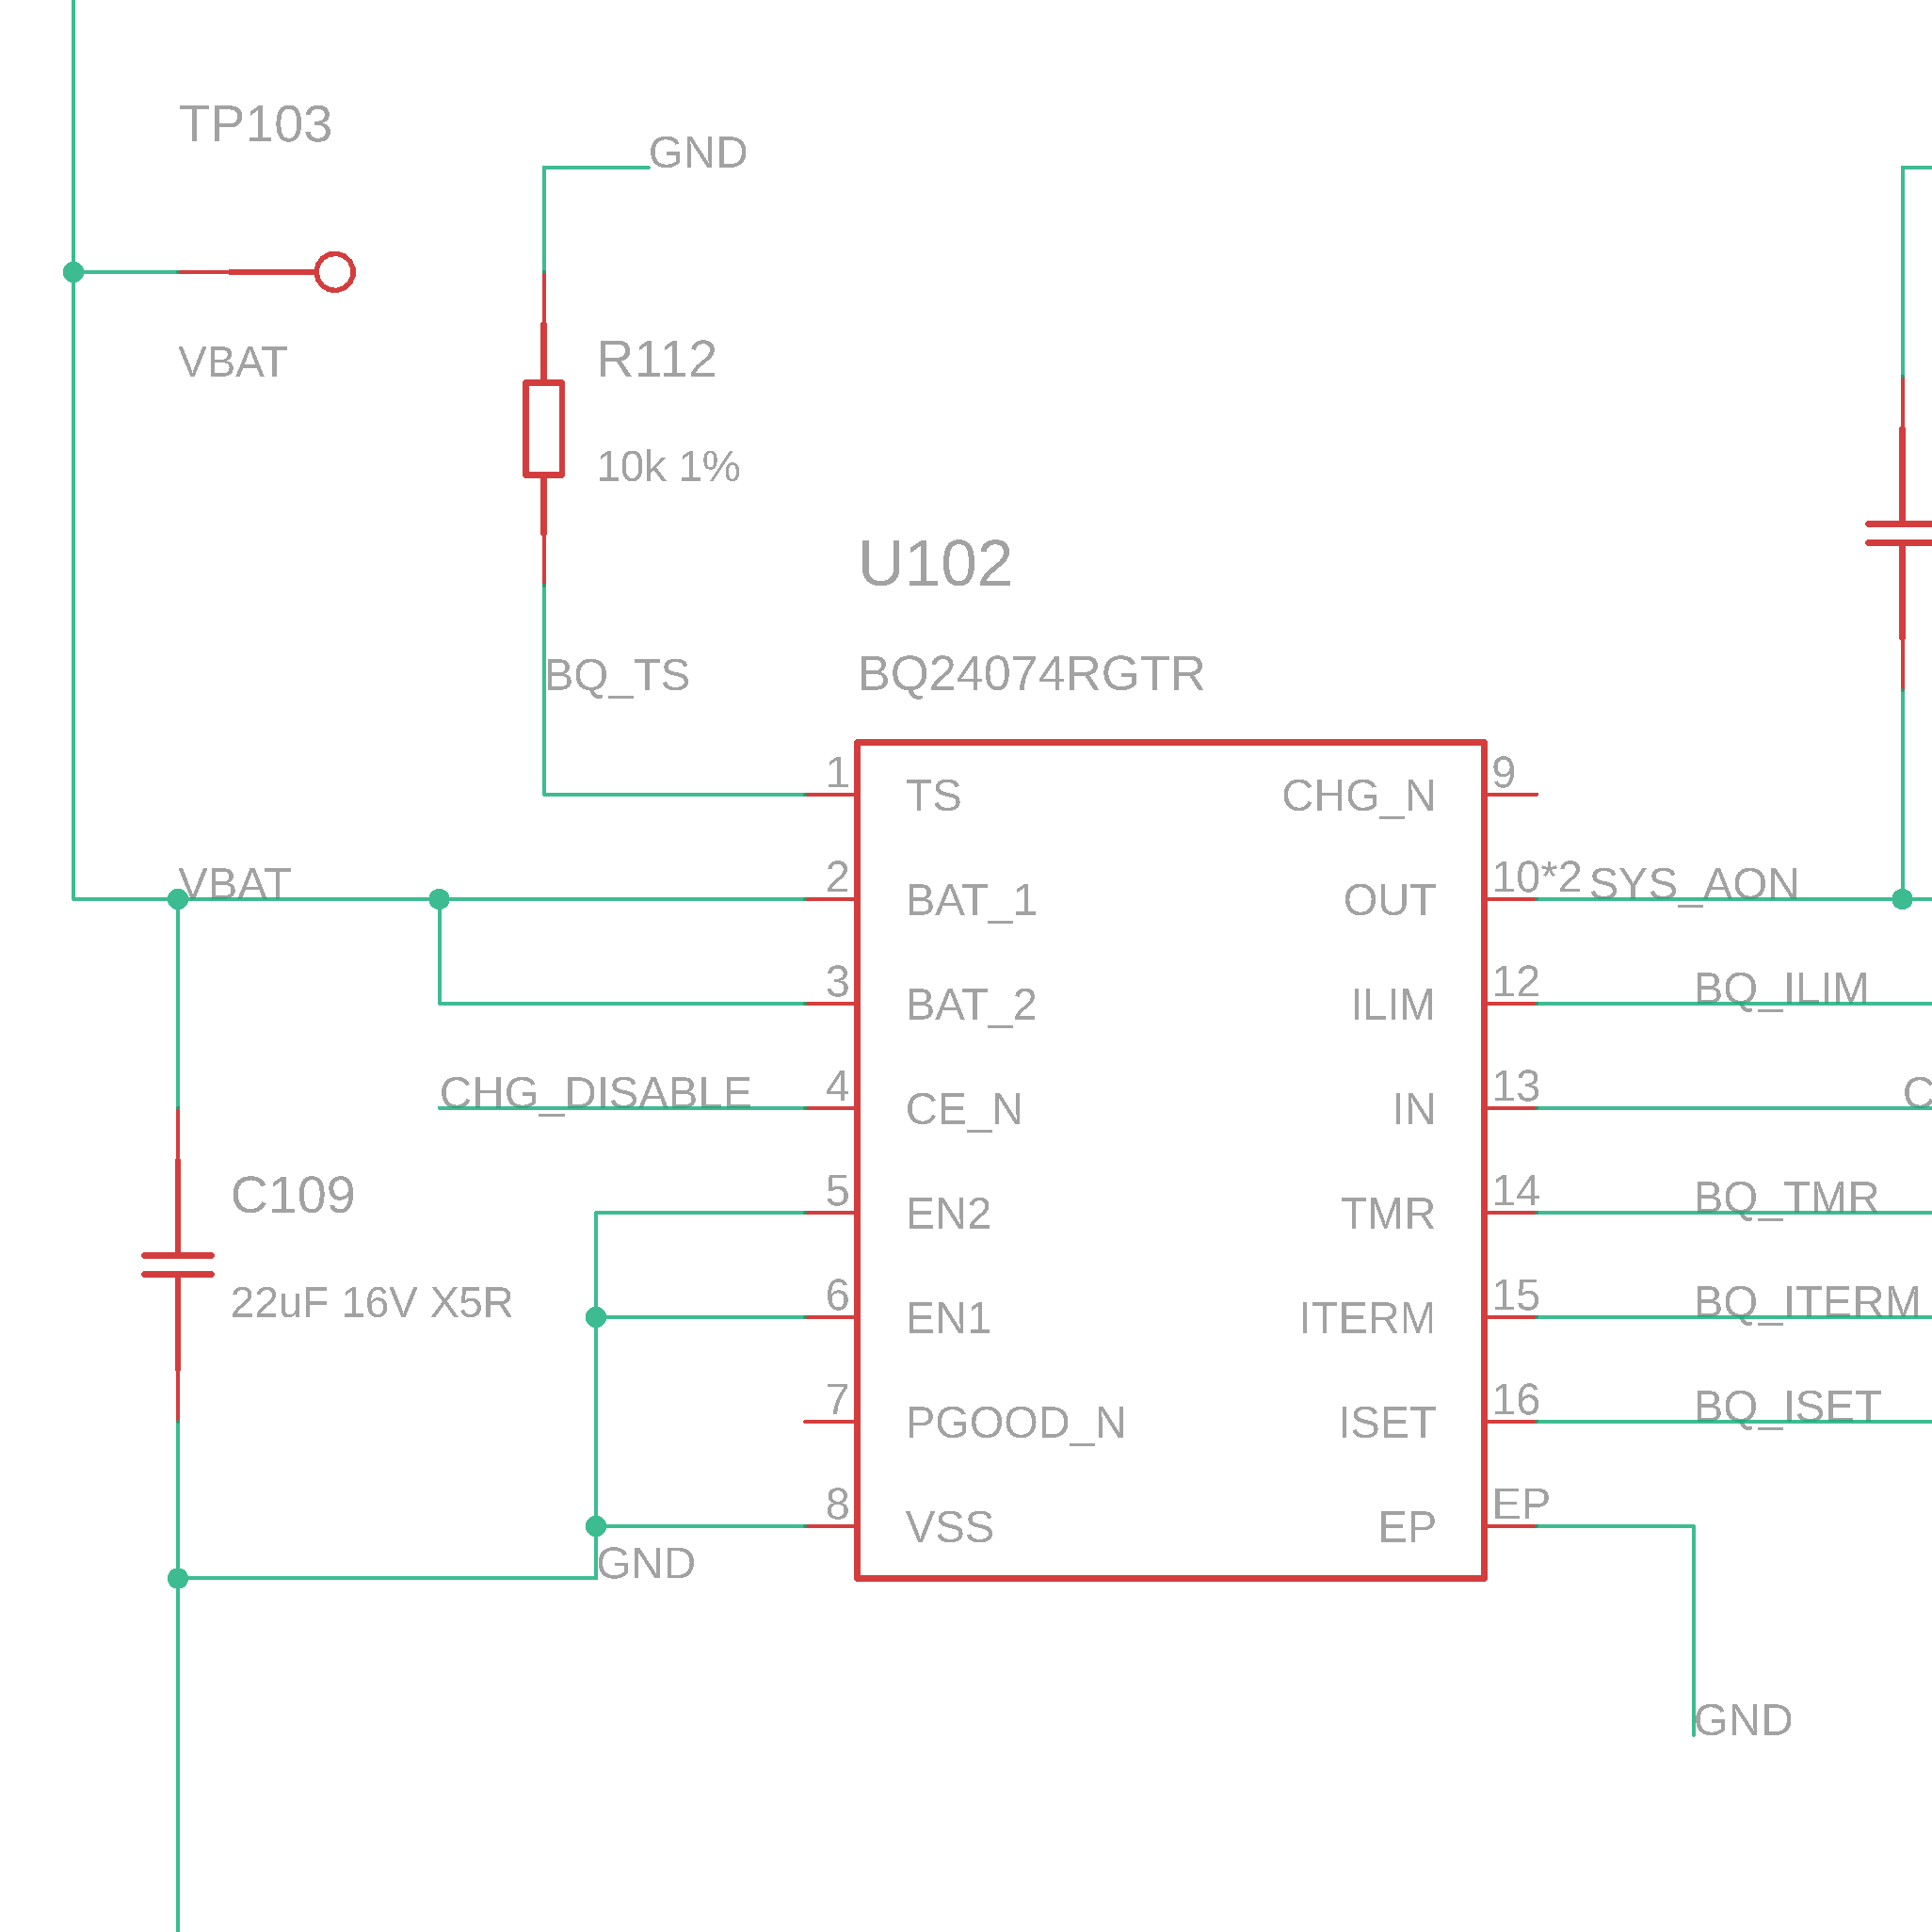 TP103
GND
VBAT
R112
10k 1%
U102
BQ_TS
BQ24074RGTR
1 TS CHG_N 9
VBAT 2 BAT_1 OUT 10*2 SYS_AON
3 BAT_2 ILIM 12 BQ_ILIM
CHG_DISABLE 4 CE_N IN 13
C109
5 EN2 TMR 14 BQ_TMR
22uF 16V X5R
6 EN1 ITERM 15 BQ_ITERM
7 PGOOD_N ISET 16 BQ_ISET
8 VSS EP EP
GND
GND